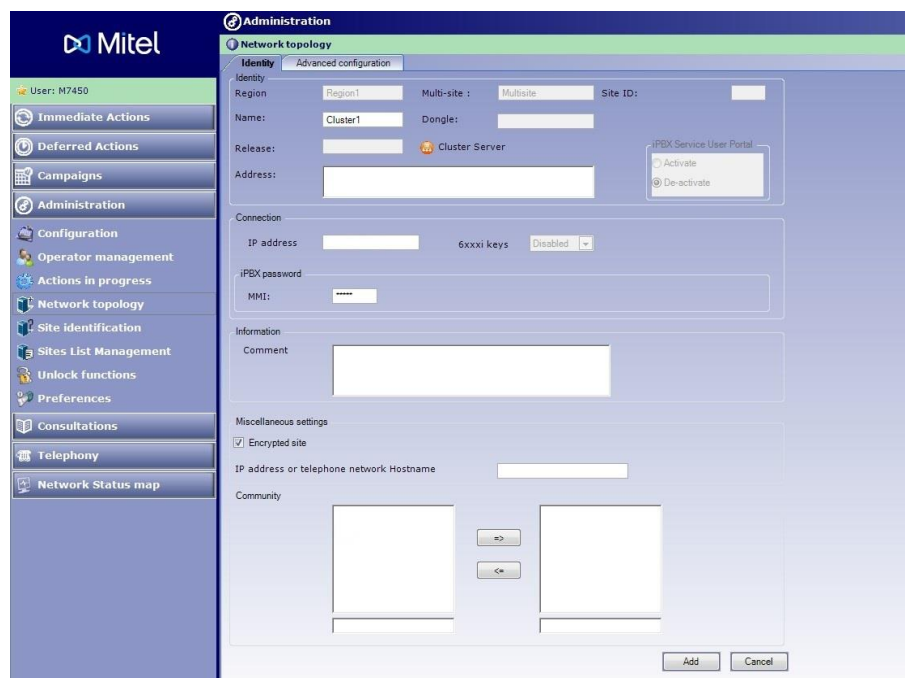 Mitel
User: M7450
Immediate Actions
Deferred Actions
Campaigns
Administration
Configuration
Operator management
Actions in progress
Network topology
Site identification
Sites List Management
Unlock functions
Preferences
Consultations
Telephony
Network Status map
Administration
Network topology
Identity Advanced configuration
Identity
Region Region1 Multi-site : Multisite Site ID:
Name: Cluster1 Dongle:
Release: Cluster Server
Address:
iPBX Service User Portal
Activate
De-activate
Connection
IP address 6xxxi keys Disabled
iPBX password
MMI: *****
Information
Comment
Miscellaneous settings
Encrypted site
IP address or telephone network Hostname
Community
=>
<=
Add Cancel